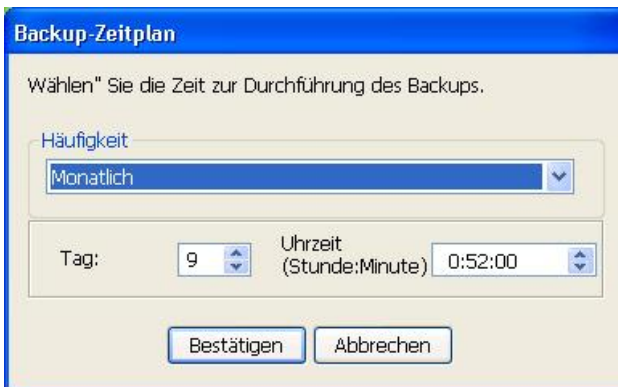 Backup-Zeitplan
Wählen" Sie die Zeit zur Durchführung des Backups.
Häufigkeit
Monatlich
Tag: 9 Uhrzeit (Stunde:Minute) 0:52:00
Bestätigen Abbrechen